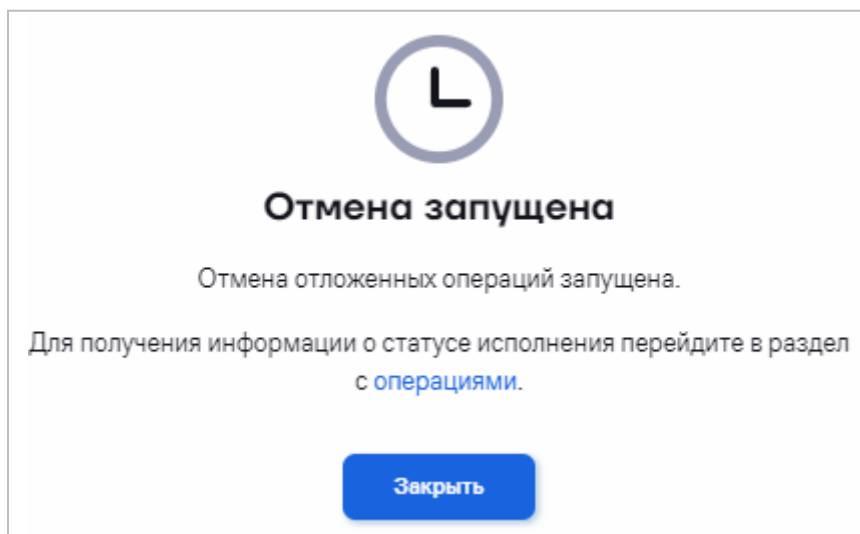 Отмена запущена
Отмена отложенных операций запущена.
Для получения информации о статусе исполнения перейдите в раздел
с операциями.
Закрыть